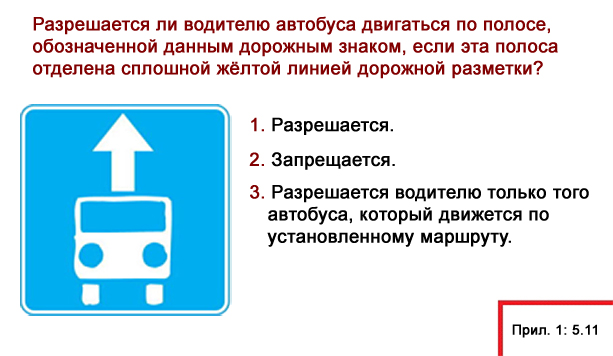 Разрешается ли водителю автобуса двигаться по полосе,
обозначенной данным дорожным знаком, если эта полоса
отделена сплошной жёлтой линией дорожной разметки?
1. Разрешается.
2. Запрещается.
3. Разрешается водителю только того
автобуса, который движется по
установленному маршруту.
Прил. 1: 5.11